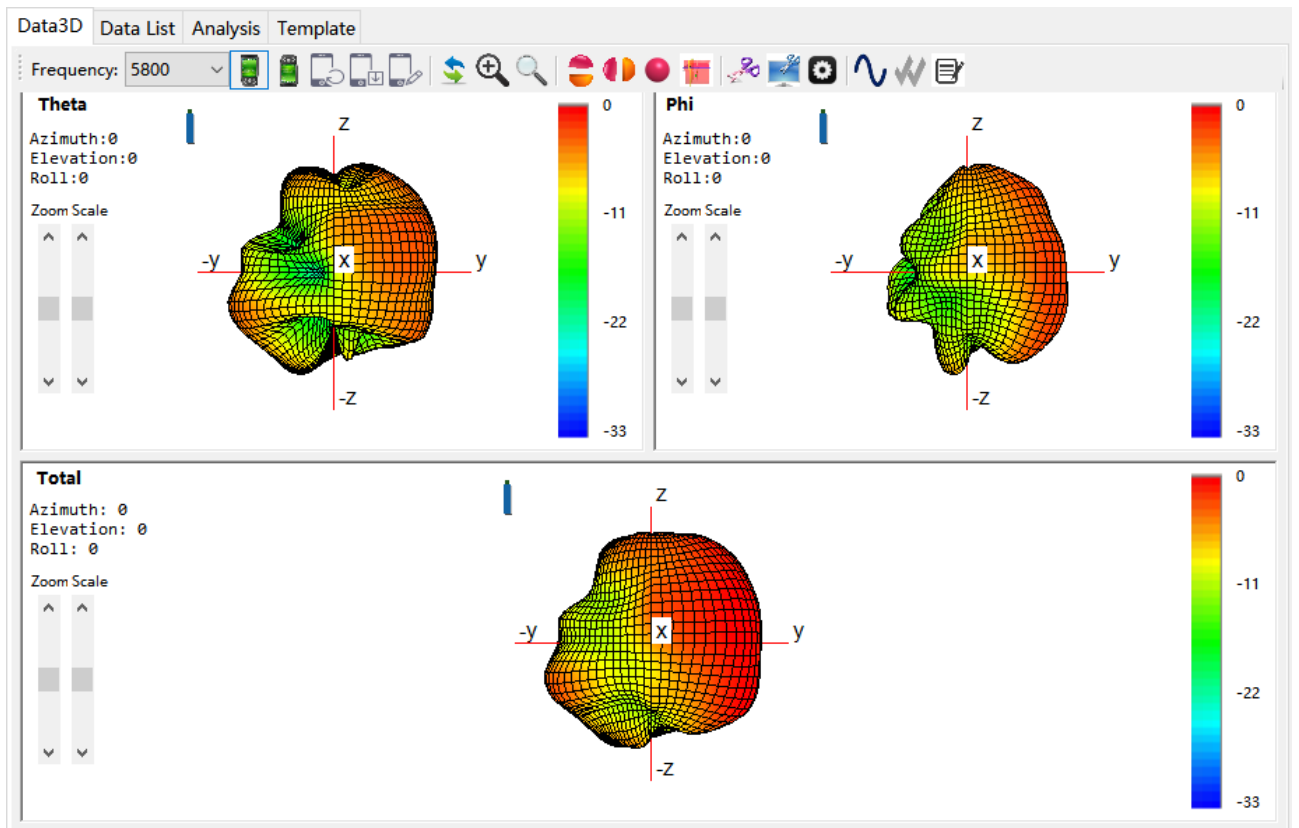 Data3D Data List Analysis Template
Frequency: 5800
Theta
Azimuth:0
Elevation:0
Roll:0
Zoom Scale
z
-y
x
y
-z
0
-11
-22
-33
Phi
Azimuth:0
Elevation:0
Roll:0
Zoom Scale
z
-y
x
y
-z
0
-11
-22
-33
Total
Azimuth: 0
Elevation: 0
Roll: 0
Zoom Scale
z
-y
x
y
-z
0
-11
-22
-33